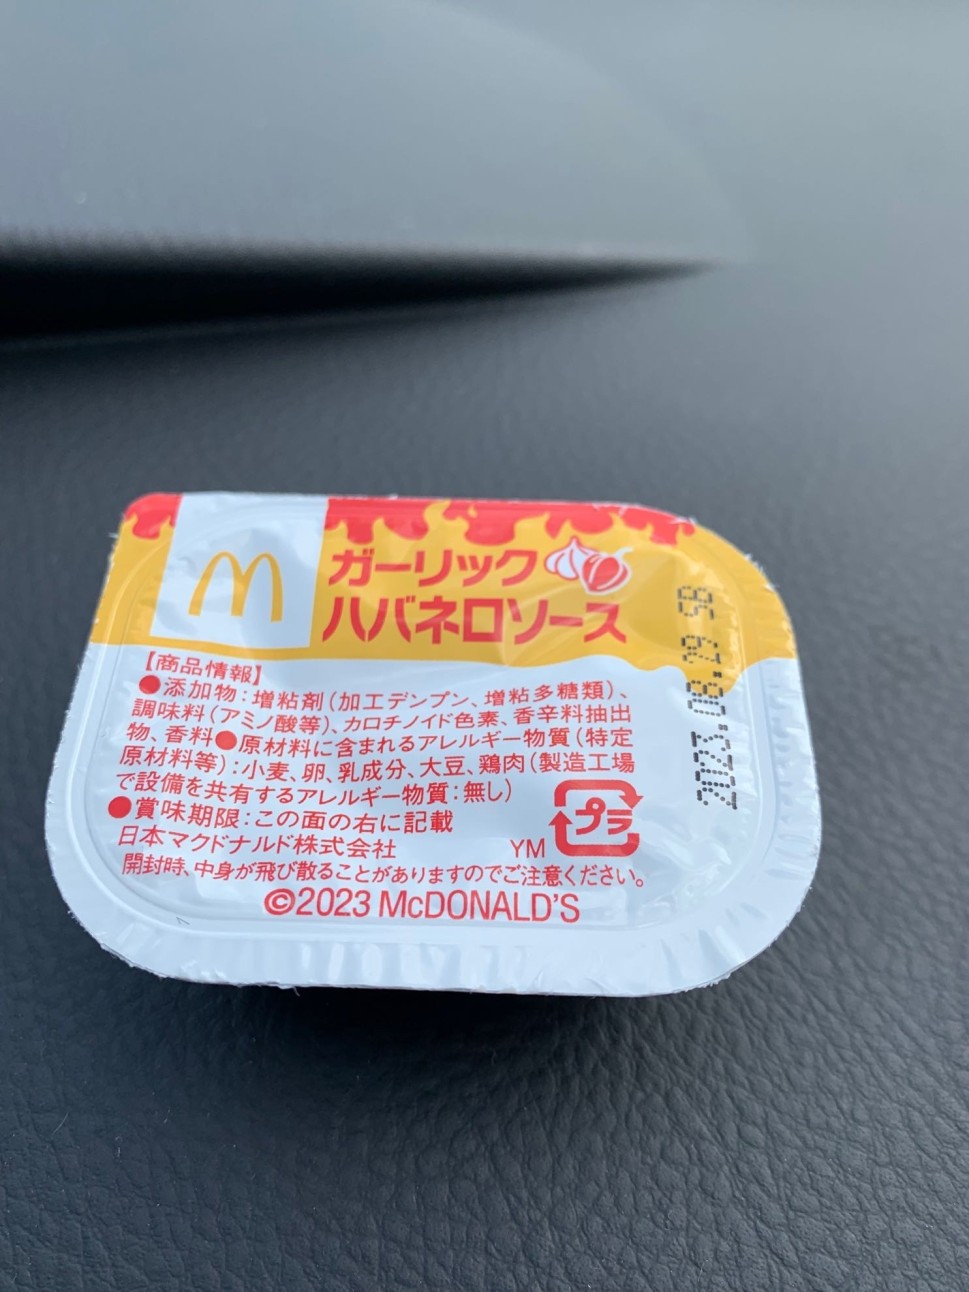 ガーリック
ハバネロソース
【商品情報】
●添加物：増粘剤（加工デンプン、増粘多糖類）、
調味料（アミノ酸等）、カロチノイド色素、香辛料抽出
物、香料●原材料に含まれるアレルギー物質（特定
原材料等）：小麦、卵、乳成分、大豆、鶏肉（製造工場
で設備を共有するアレルギー物質：無し）
●賞味期限：この面の右に記載
日本マクドナルド株式会社 YM
プラ
開封時、中身が飛び散ることがありますのでご注意ください。
©2023 McDONALD'S
2023.06.29